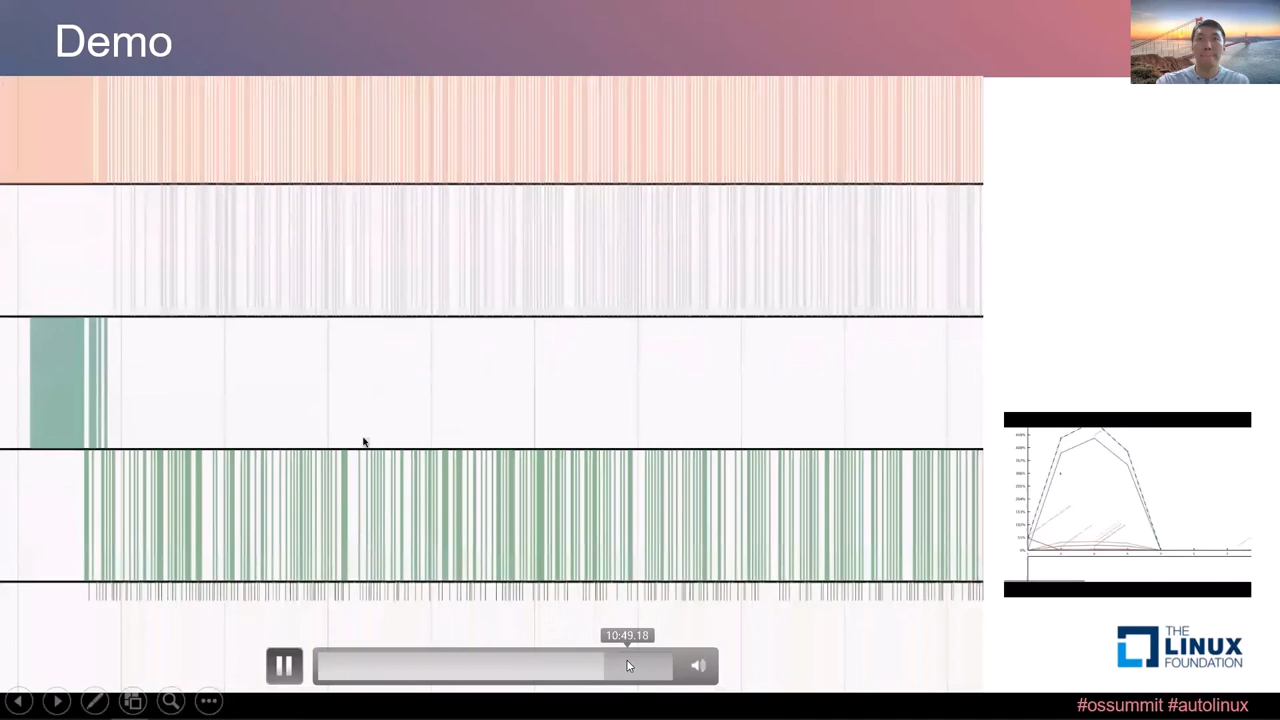 Demo
10:49.18
THE
LINUX
FOUNDATION
#ossummit #autolinux